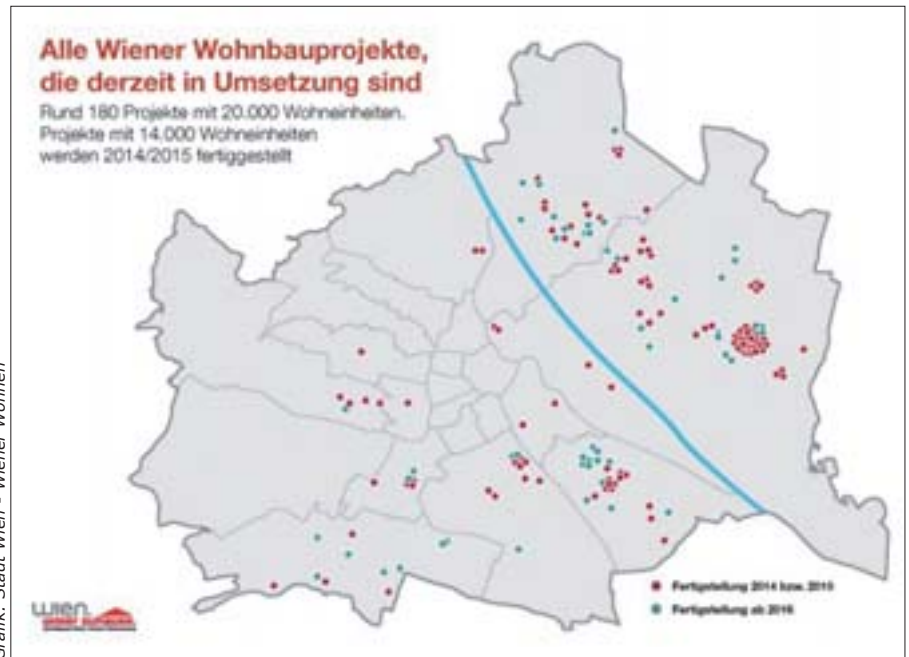 Alle Wiener Wohnbauprojekte,
die derzeit in Umsetzung sind
Rund 180 Projekte mit 20.000 Wohneinheiten.
Projekte mit 14.000 Wohneinheiten
werden 2014/2015 fertiggestellt
Fertigstellung 2014 bzw. 2015
Fertigstellung ab 2016
Grafik: Stadt Wien - Wiener Wohnen
wien.